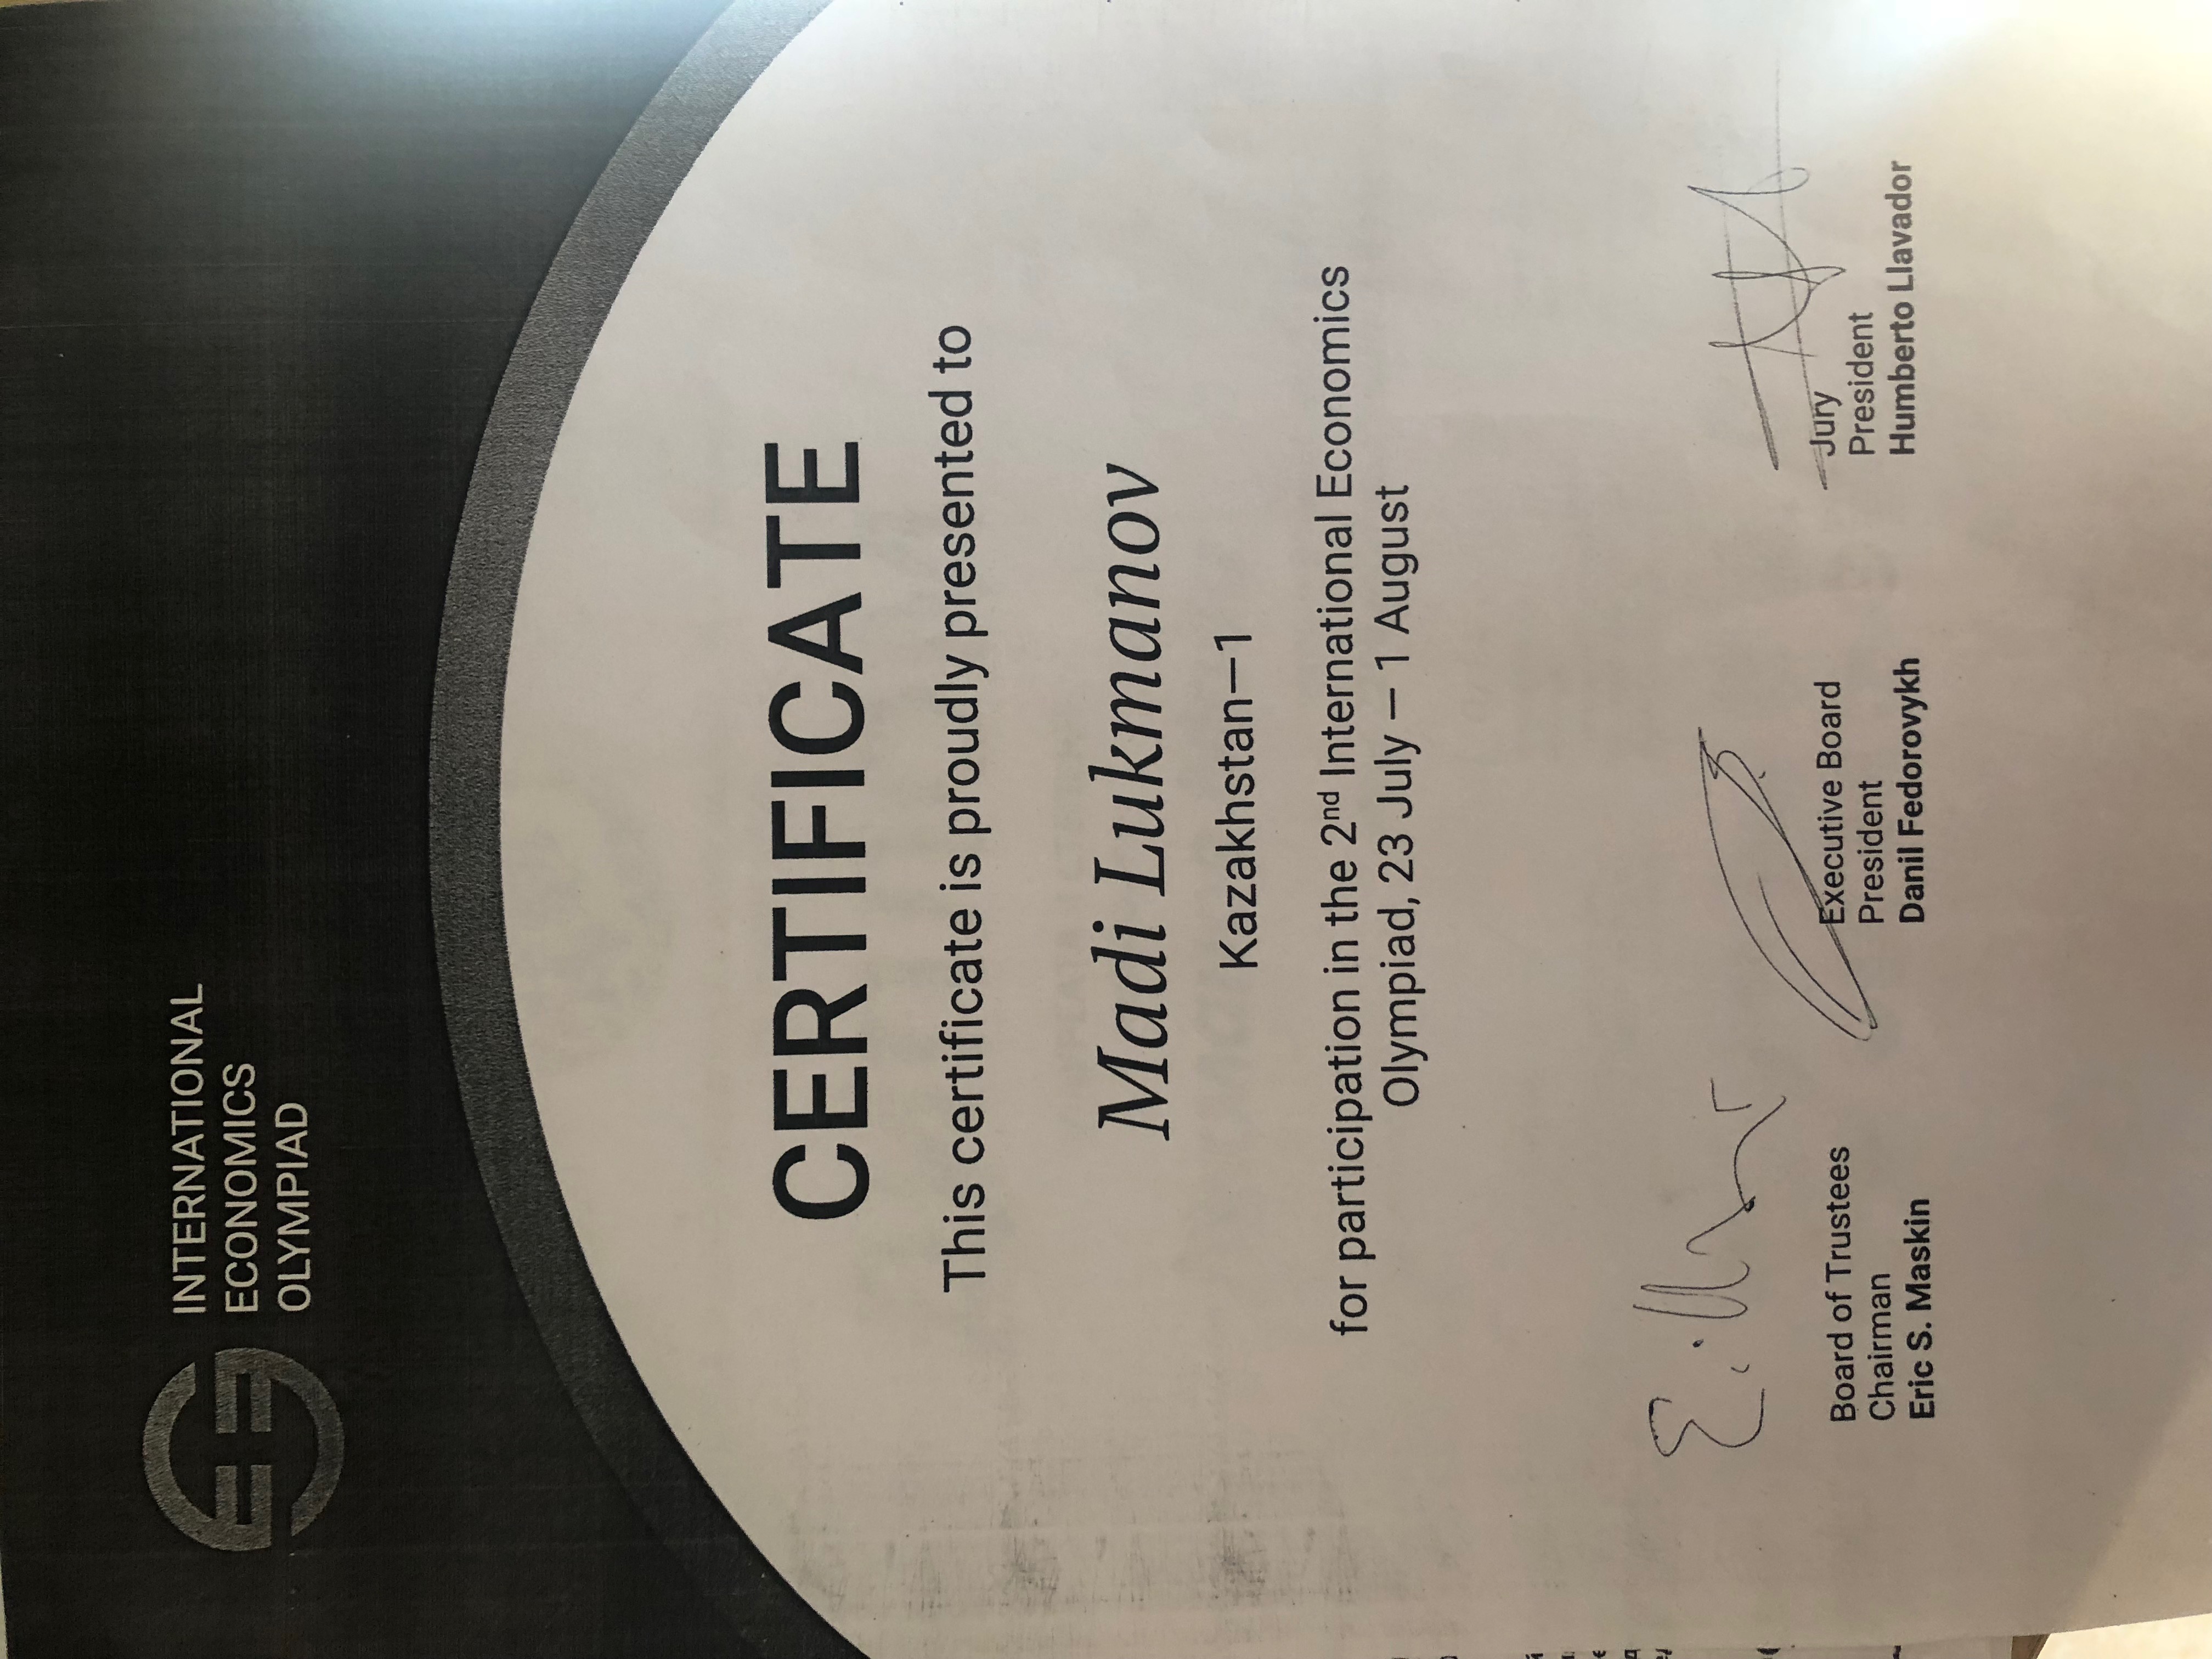 INTERNATIONAL
ECONOMICS
OLYMPIAD
CERTIFICATE
This certificate is proudly presented to
Madi Lukmanov
Kazakhstan—1
for participation in the 2nd International Economics
Olympiad, 23 July — 1 August
Board of Trustees
Chairman
Eric S. Maskin
Executive Board
President
Danil Fedorovykh
Jury
President
Humberto Llavador